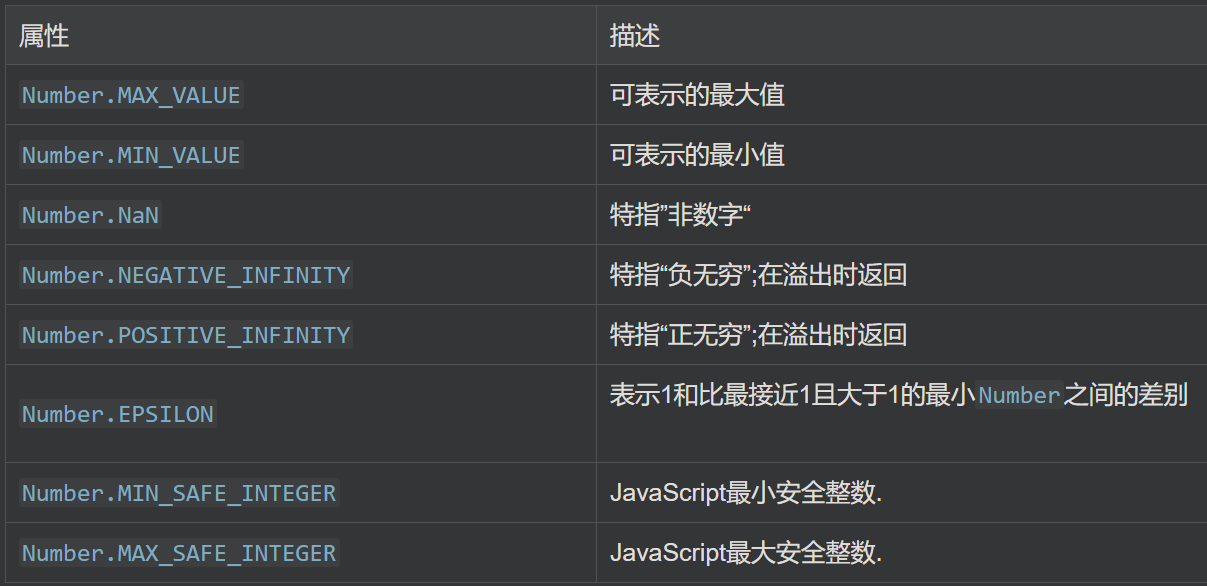 属性 描述
Number.MAX_VALUE 可表示的最大值
Number.MIN_VALUE 可表示的最小值
Number.NaN 特指”非数字“
Number.NEGATIVE_INFINITY 特指“负无穷”;在溢出时返回
Number.POSITIVE_INFINITY 特指“正无穷”;在溢出时返回
Number.EPSILON 表示1和比最接近1且大于1的最小Number之间的差别
Number.MIN_SAFE_INTEGER JavaScript最小安全整数.
Number.MAX_SAFE_INTEGER JavaScript最大安全整数.